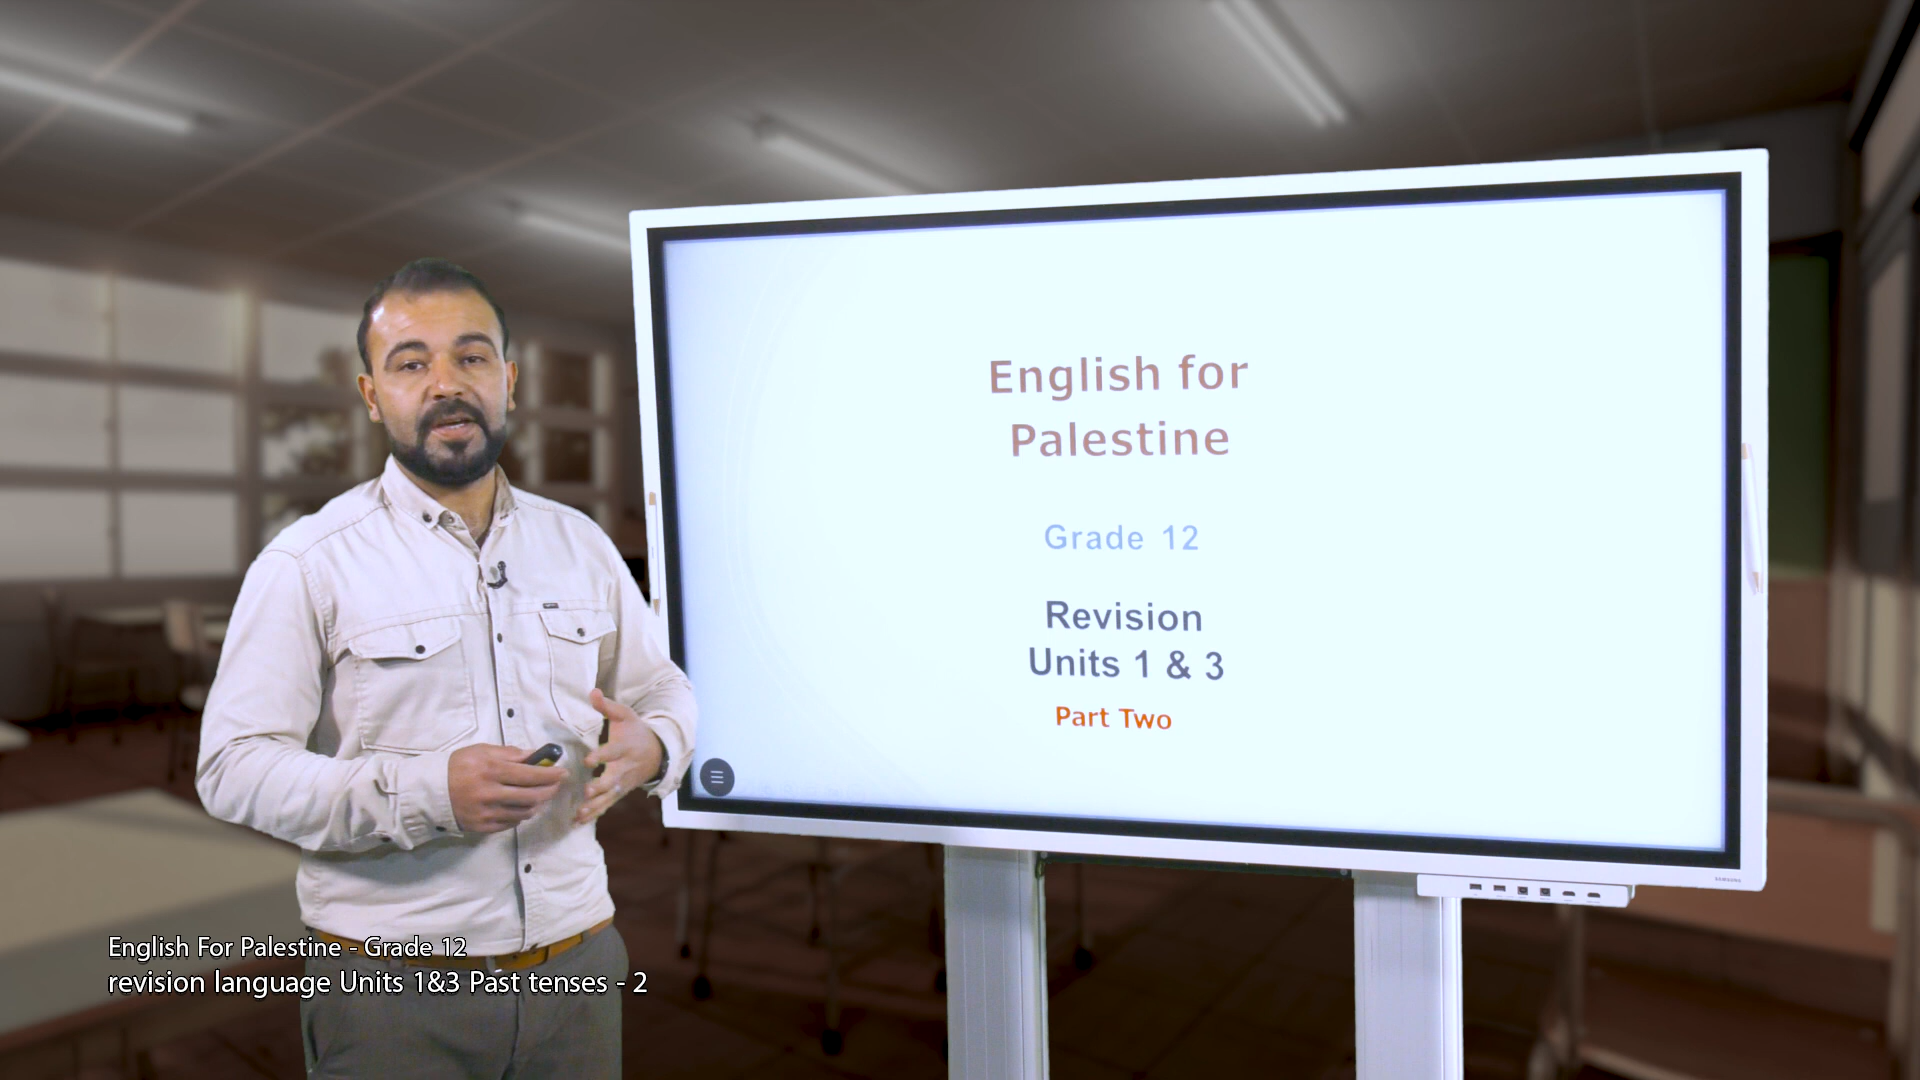 English for
Palestine
Grade 12
Revision
Units 1 & 3
Part Two
SAMSUNG
English For Palestine - Grade 12
revision language Units 1&3 Past tenses - 2